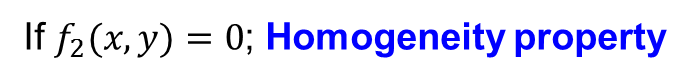 If f₂(x, y) = 0; Homogeneity property